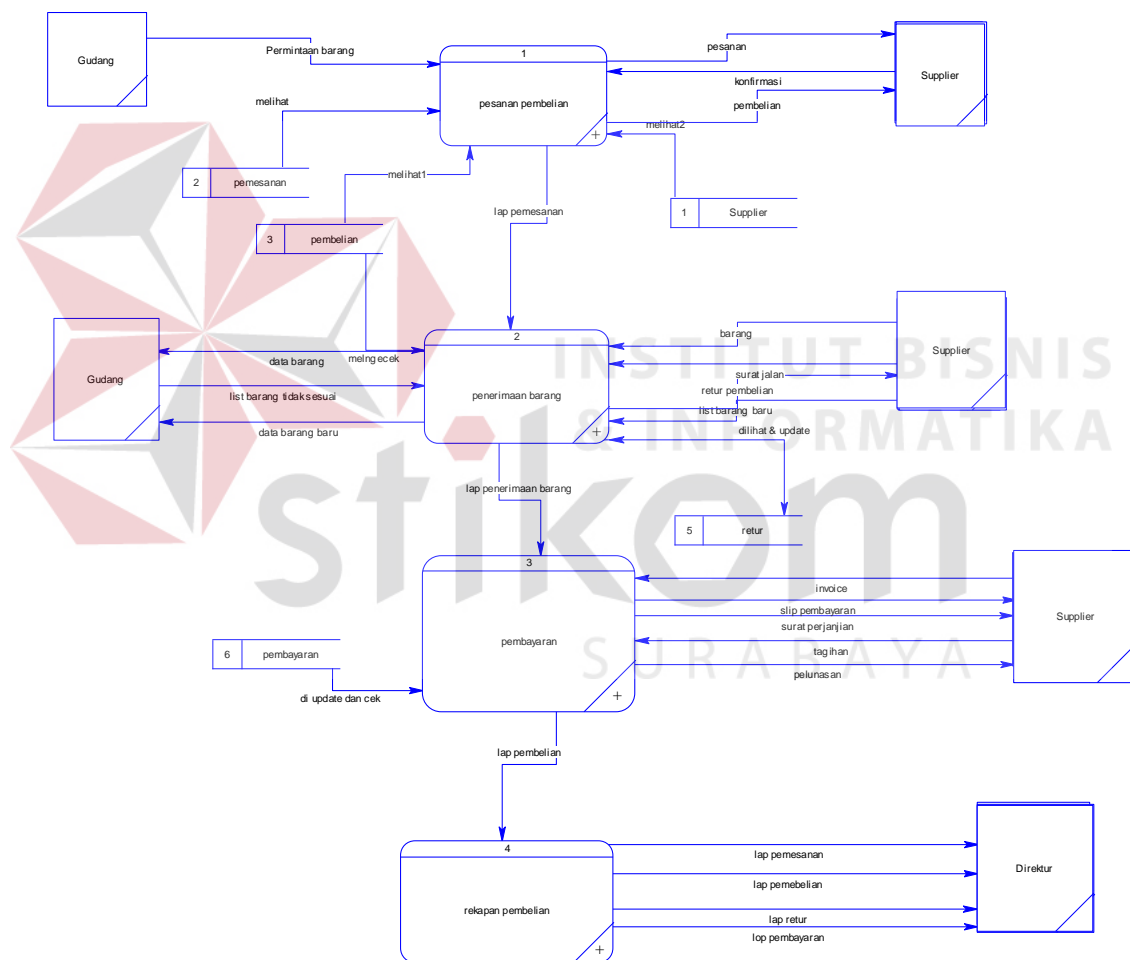 Gudang
Permintaan barang
1
pesanan pembelian
+
pesanan
konfirmasi
pembelian
Supplier
melihat
melihat2
2 pemesanan
melihat1
3 pembelian
lap pemesanan
1 Supplier
Gudang
data barang
melngecek
list barang tidak sesuai
data barang baru
2
penerimaan barang
+
barang
surat jalan
retur pembelian
list barang baru
dilihat & update
Supplier
INSTITUT BISNIS
& INFORMATIKA
stikom
SURABAYA
lap penerimaan barang
5 retur
3
pembayaran
+
invoice
slip pembayaran
surat perjanjian
tagihan
pelunasan
Supplier
6 pembayaran
di update dan cek
lap pembelian
4
rekapan pembelian
+
lap pemesanan
lap pemebelian
lap retur
lop pembayaran
Direktur